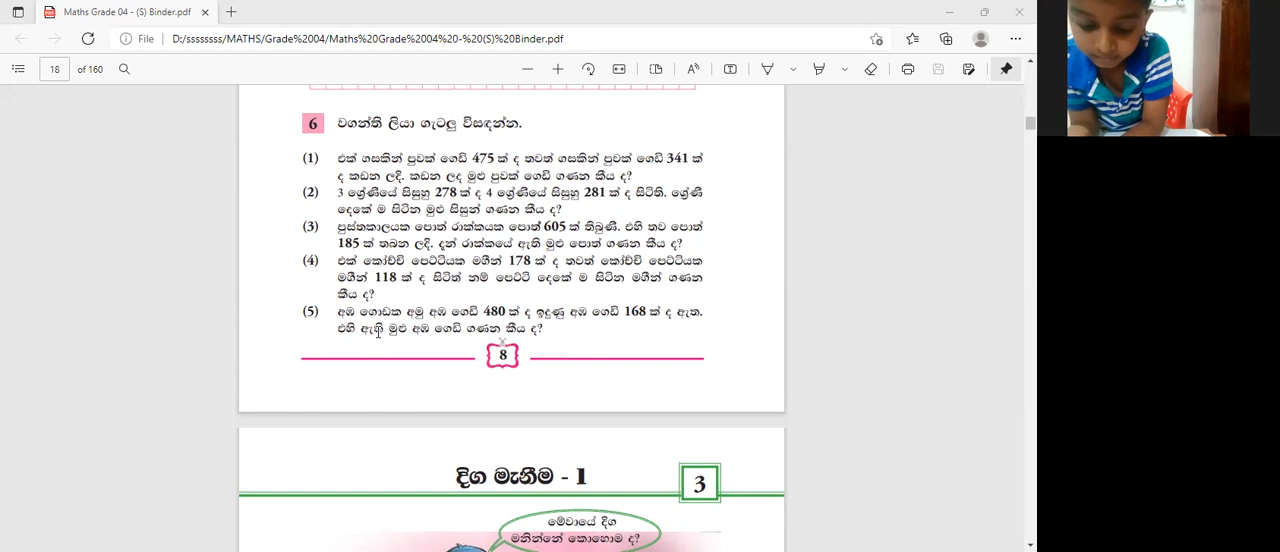 Maths Grade 04 - (S) Binder.pdf
File D:/ssssssss/MATHS/Grade%2004/Maths%20Grade%2004%20-%20(S)%20Binder.pdf
18 of 160
6 වගන්ති ලියා ගැටලු විසඳන්න.
(1) එක් ගසකින් පුවක් ගෙඩි 475 ක් ද තවත් ගසකින් පුවක් ගෙඩි 341 ක්
ද කඩන ලදි. කඩන ලද මුළු පුවක් ගෙඩි ගණන කීය ද?
(2) 3 ශ්‍රේණියේ සිසුහු 278 ක් ද 4 ශ්‍රේණියේ සිසුහු 281 ක් ද සිටිති. ශ්‍රේණි
දෙකේ ම සිටින මුළු සිසුන් ගණන කීය ද?
(3) පුස්තකාලයක පොත් රාක්කයක පොත් 605 ක් තිබුණි. එහි තව පොත්
185 ක් තබන ලදි. දැන් රාක්කයේ ඇති මුළු පොත් ගණන කීය ද?
(4) එක් කෝච්චි පෙට්ටියක මගීන් 178 ක් ද තවත් කෝච්චි පෙට්ටියක
මගීන් 118 ක් ද සිටිත් නම් පෙට්ටි දෙකේ ම සිටින මගීන් ගණන
කීය ද?
(5) අඹ ගොඩක අමු අඹ ගෙඩි 480 ක් ද ඉදුණු අඹ ගෙඩි 168 ක් ද ඇත.
එහි ඇති මුළු අඹ ගෙඩි ගණන කීය ද?
8
දිග මැනීම - 1
3
මේවායේ දිග
මනින්නේ කොහොම ද?